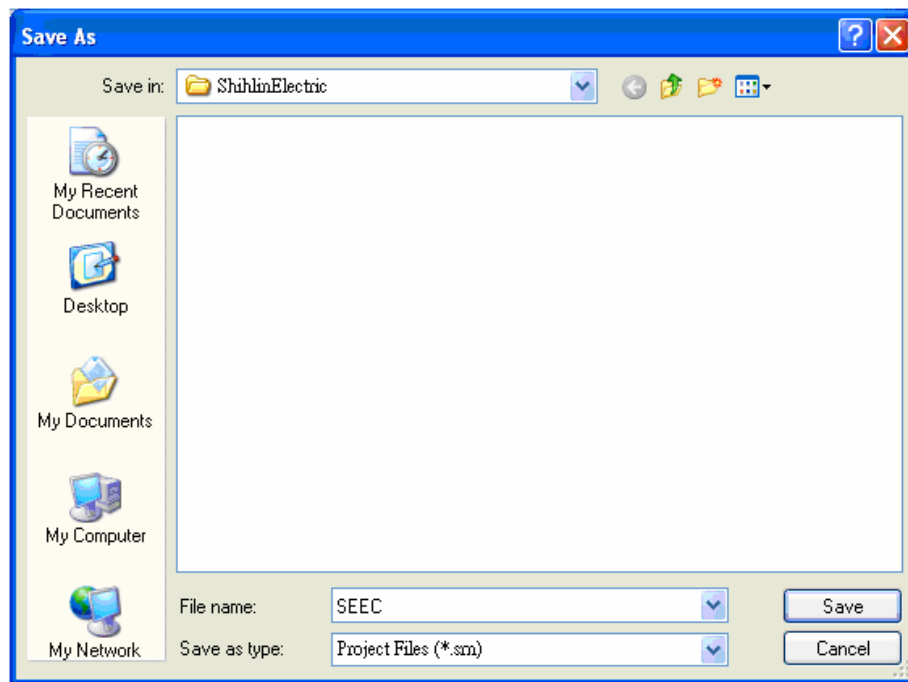 Save As
Save in: ShihlinElectric
My Recent
Documents
Desktop
My Documents
My Computer
My Network
File name: SEEC Save
Save as type: Project Files (*.sm) Cancel